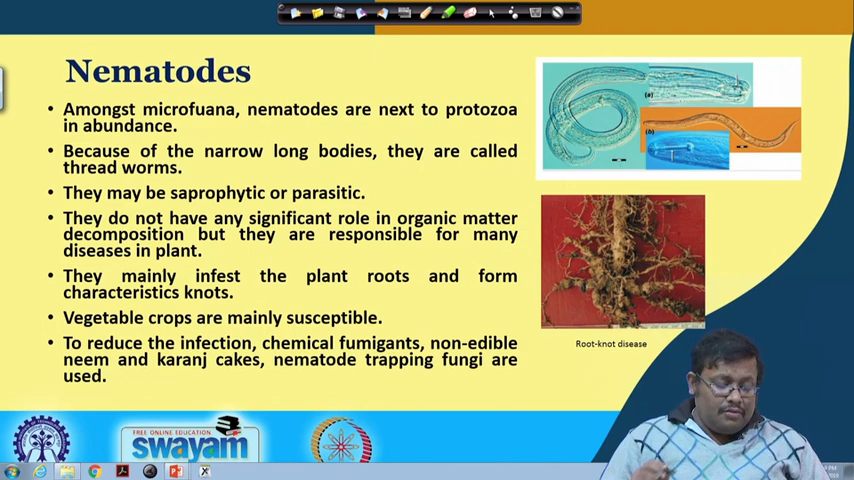 Nematodes
• Amongst microfuana, nematodes are next to protozoa
in abundance.
• Because of the narrow long bodies, they are called
thread worms.
• They may be saprophytic or parasitic.
• They do not have any significant role in organic matter
decomposition but they are responsible for many
diseases in plant.
• They mainly infest the plant roots and form
characteristics knots.
• Vegetable crops are mainly susceptible.
• To reduce the infection, chemical fumigants, non-edible
neem and karanj cakes, nematode trapping fungi are
used.
(a)
(b)
Root-knot disease
FREE ONLINE EDUCATION
swayam